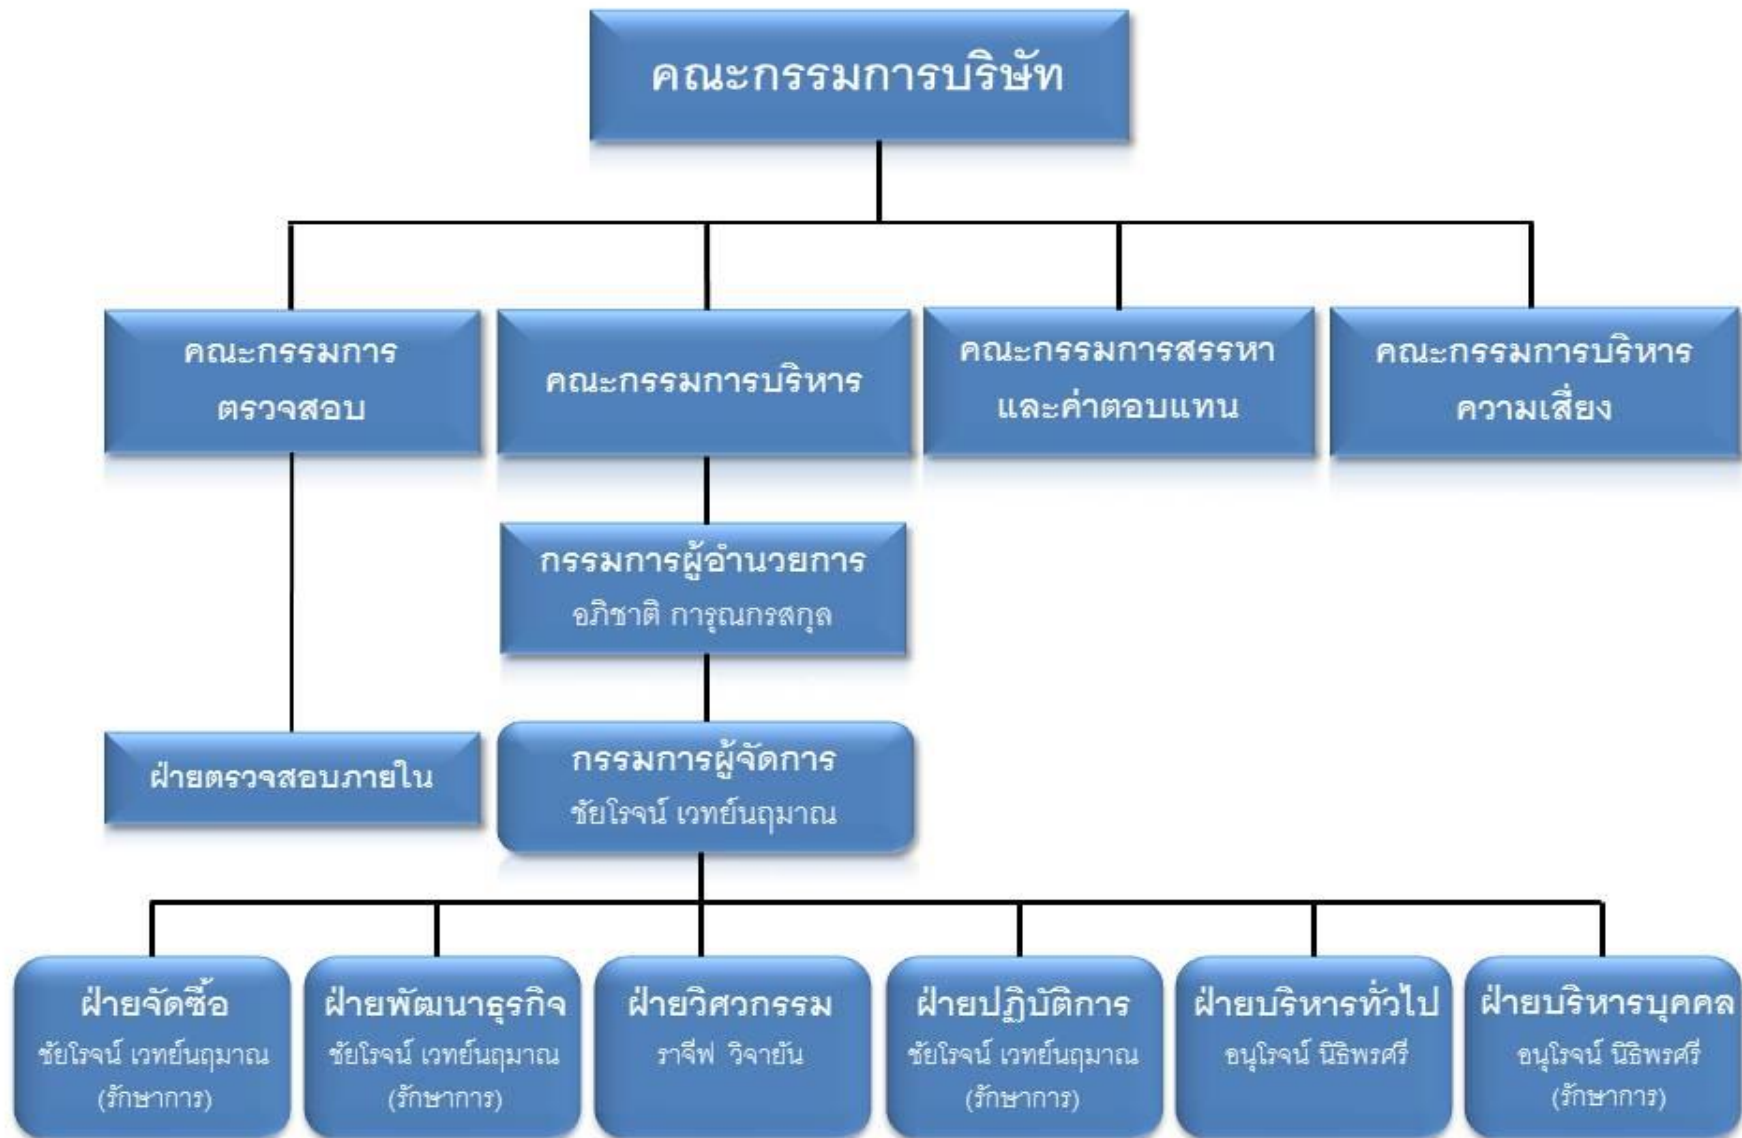 คณะกรรมการบริษัท
คณะกรรมการ
ตรวจสอบ
คณะกรรมการบริหาร
คณะกรรมการสรรหา
และค่าตอบแทน
คณะกรรมการบริหาร
ความเสี่ยง
กรรมการผู้อำนวยการ
อภิชาติ การุณกรสกุล
ฝ่ายตรวจสอบภายใน
กรรมการผู้จัดการ
ชัยโรจน์ เวทย์นฤมาณ
ฝ่ายจัดซื้อ
ชัยโรจน์ เวทย์นฤมาณ
(รักษาการ)
ฝ่ายพัฒนาธุรกิจ
ชัยโรจน์ เวทย์นฤมาณ
(รักษาการ)
ฝ่ายวิศวกรรม
ราจีฟ วิจายัน
ฝ่ายปฏิบัติการ
ชัยโรจน์ เวทย์นฤมาณ
(รักษาการ)
ฝ่ายบริหารทั่วไป
อนุโรจน์ นิธิพรศรี
ฝ่ายบริหารบุคคล
อนุโรจน์ นิธิพรศรี
(รักษาการ)